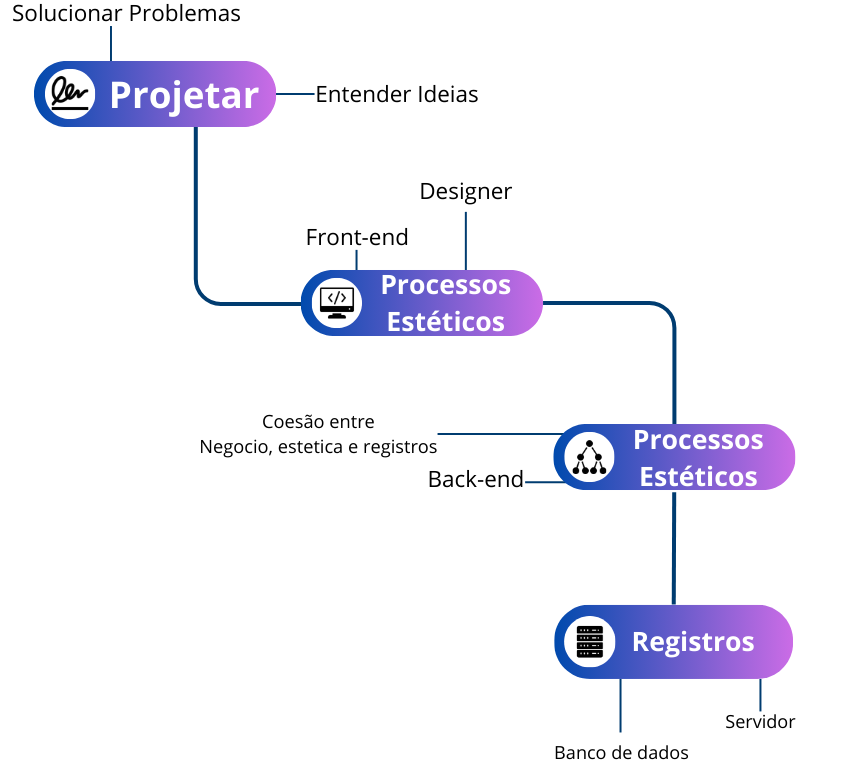 Solucionar Problemas
Projetar
Entender Ideias
Designer
Front-end
Processos
Estéticos
Coesão entre
Negocio, estetica e registros
Processos
Estéticos
Back-end
Registros
Servidor
Banco de dados